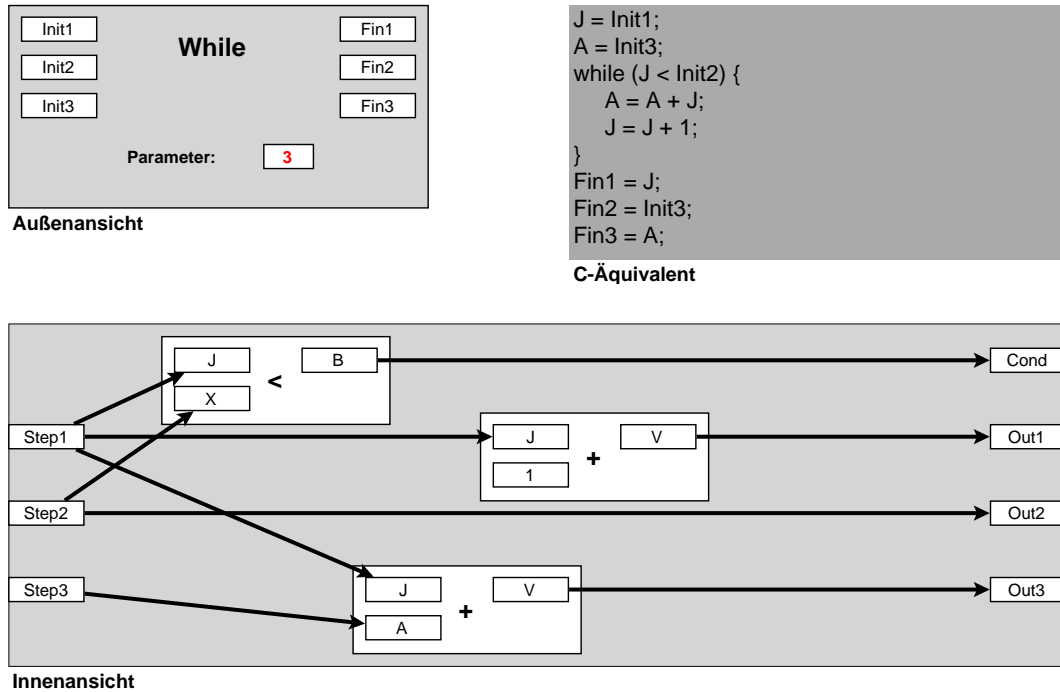 Init1
While
Fin1
Init2
Fin2
Init3
Fin3
Parameter:
3
Außenansicht
J = Init1;
A = Init3;
while (J < Init2) {
A = A + J;
J = J + 1;
}
Fin1 = J;
Fin2 = Init3;
Fin3 = A;
C-Äquivalent
J
B
<
X
Cond
Step1
J
V
+
1
Out1
Step2
Out2
Step3
J
V
+
A
Out3
Innenansicht